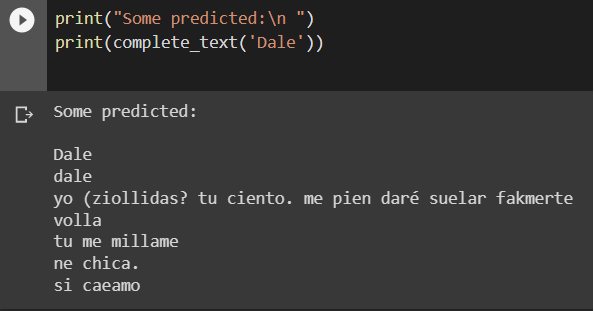 print("Some predicted:\n ")
print(complete_text('Dale'))
Some predicted:
Dale
dale
yo (ziollidas? tu ciento. me pien daré suelar fakmerte
volla
tu me millame
ne chica.
si caeamo